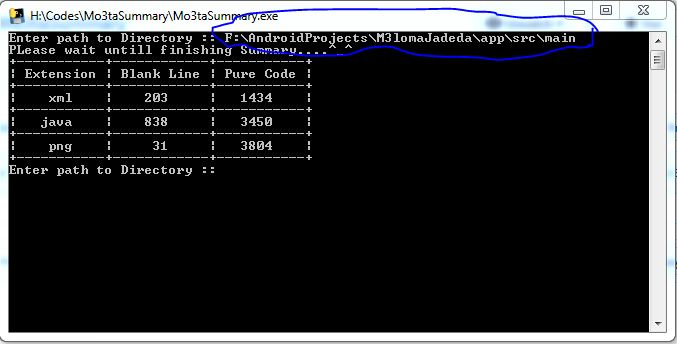 H:\Codes\Mo3taSummary\Mo3taSummary.exe
Enter path to Directory :: F:\AndroidProjects\M3lomaJadeda\app\src\main
PLease wait untill finishing Summary....^_^
Extension | Blank Line | Pure Code
xml | 203 | 1434
java | 838 | 3450
png | 31 | 3804
Enter path to Directory ::